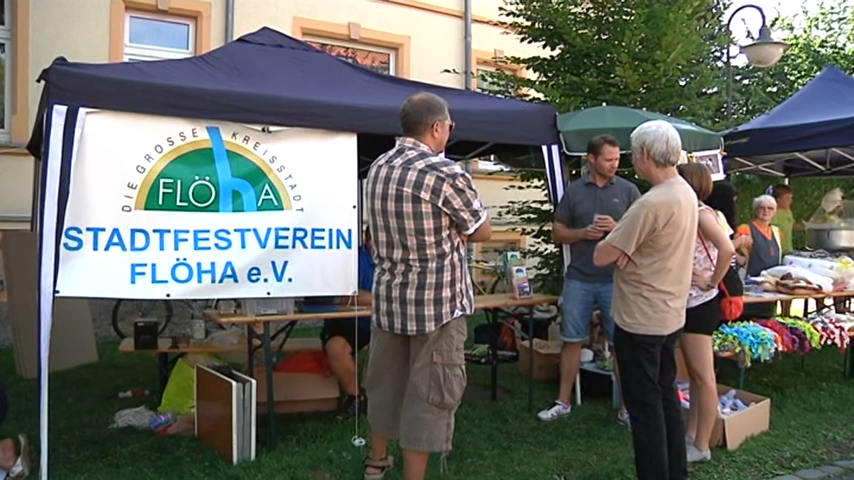 DIE GROSSE KREISSTADT
FLÖHA
STADTFESTVEREIN
FLÖHA e.V.